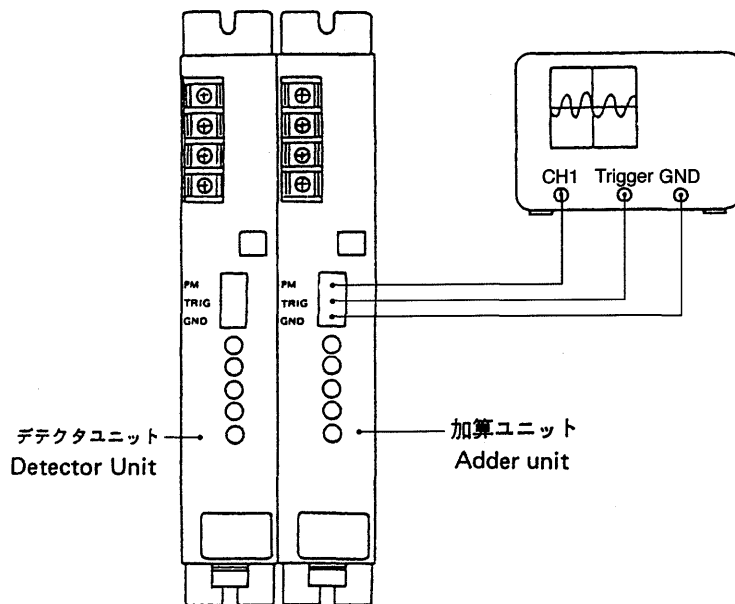 CH1 Trigger GND
PM
TRIG
GND
PM
TRIG
GND
デテクタユニット
Detector Unit
加算ユニット
Adder unit